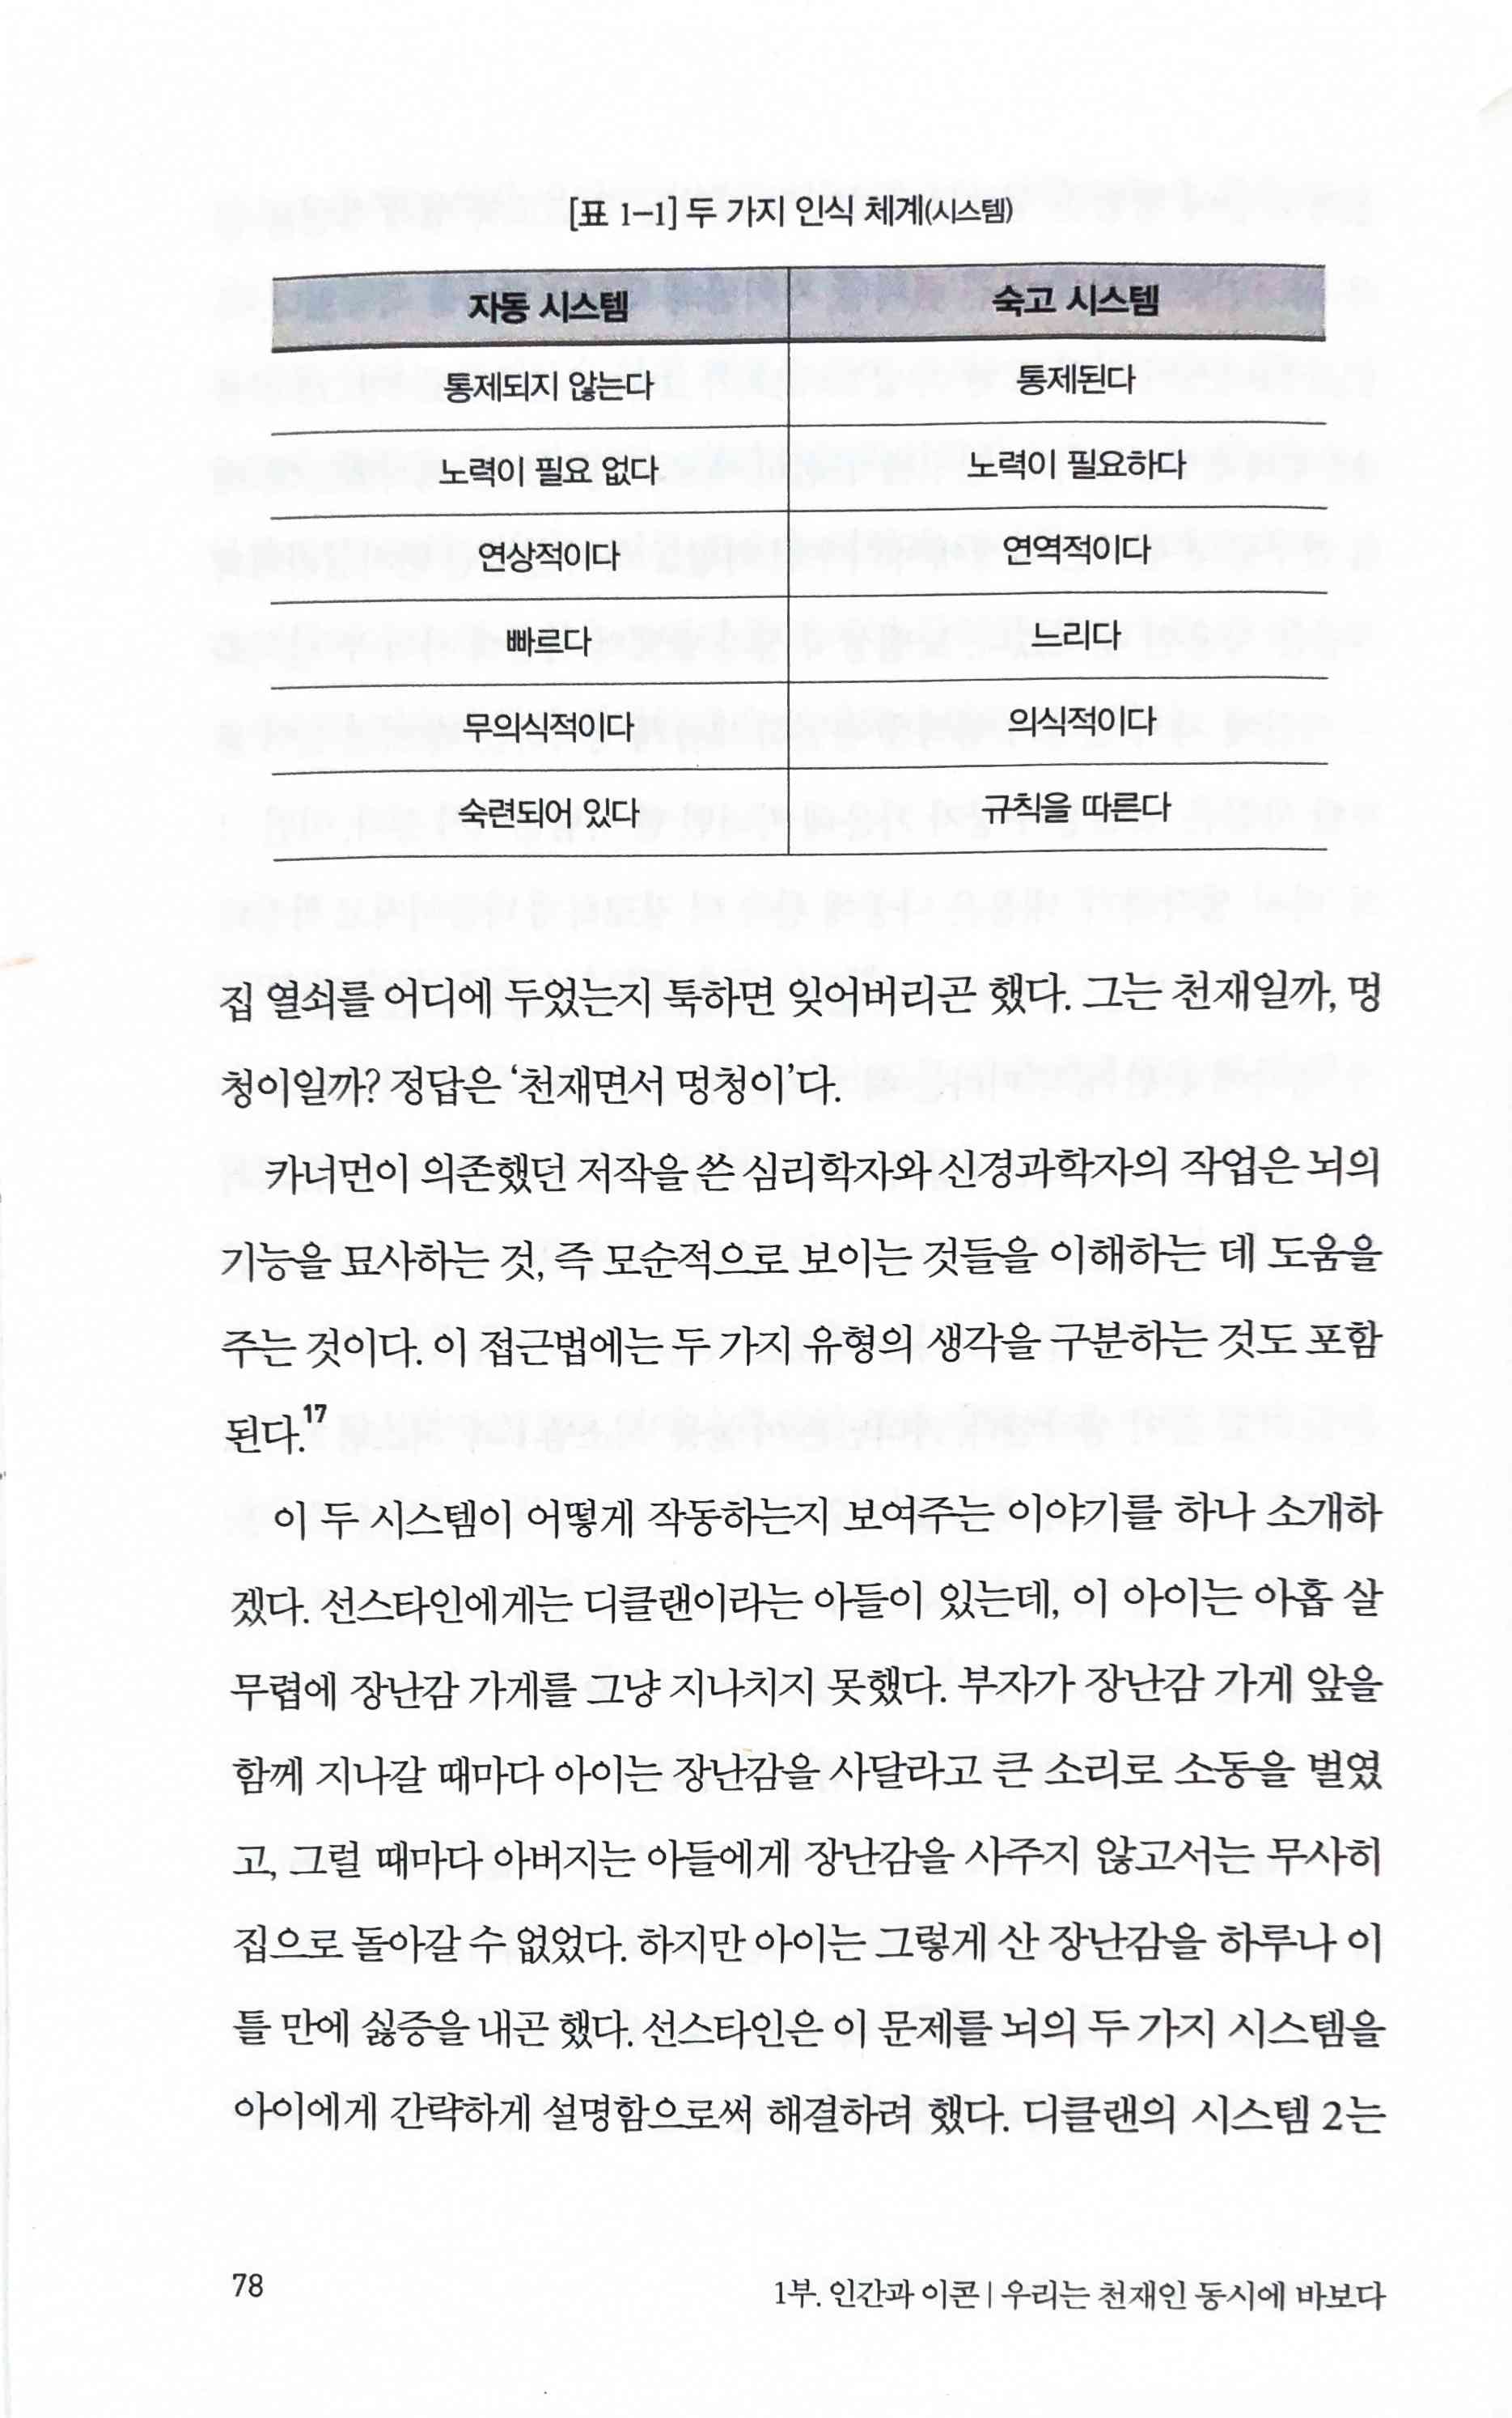 [표 1-1] 두 가지 인식 체계(시스템)
자동 시스템 숙고 시스템
통제되지 않는다 통제된다
노력이 필요 없다 노력이 필요하다
연상적이다 연역적이다
빠르다 느리다
무의식적이다 의식적이다
숙련되어 있다 규칙을 따른다
집 열쇠를 어디에 두었는지 툭하면 잊어버리곤 했다. 그는 천재일까, 멍
청이일까? 정답은 ‘천재면서 멍청이’다.
카너먼이 의존했던 저작을 쓴 심리학자와 신경과학자의 작업은 뇌의
기능을 묘사하는 것, 즉 모순적으로 보이는 것들을 이해하는 데 도움을
주는 것이다. 이 접근법에는 두 가지 유형의 생각을 구분하는 것도 포함
된다.17
이 두 시스템이 어떻게 작동하는지 보여주는 이야기를 하나 소개하
겠다. 선스타인에게는 디클랜이라는 아들이 있는데, 이 아이는 아홉 살
무렵에 장난감 가게를 그냥 지나치지 못했다. 부자가 장난감 가게 앞을
함께 지나갈 때마다 아이는 장난감을 사달라고 큰 소리로 소동을 벌였
고, 그럴 때마다 아버지는 아들에게 장난감을 사주지 않고서는 무사히
집으로 돌아갈 수 없었다. 하지만 아이는 그렇게 산 장난감을 하루나 이
틀 만에 싫증을 내곤 했다. 선스타인은 이 문제를 뇌의 두 가지 시스템을
아이에게 간략하게 설명함으로써 해결하려 했다. 디클랜의 시스템 2는
78 1부. 인간과 이콘 | 우리는 천재인 동시에 바보다